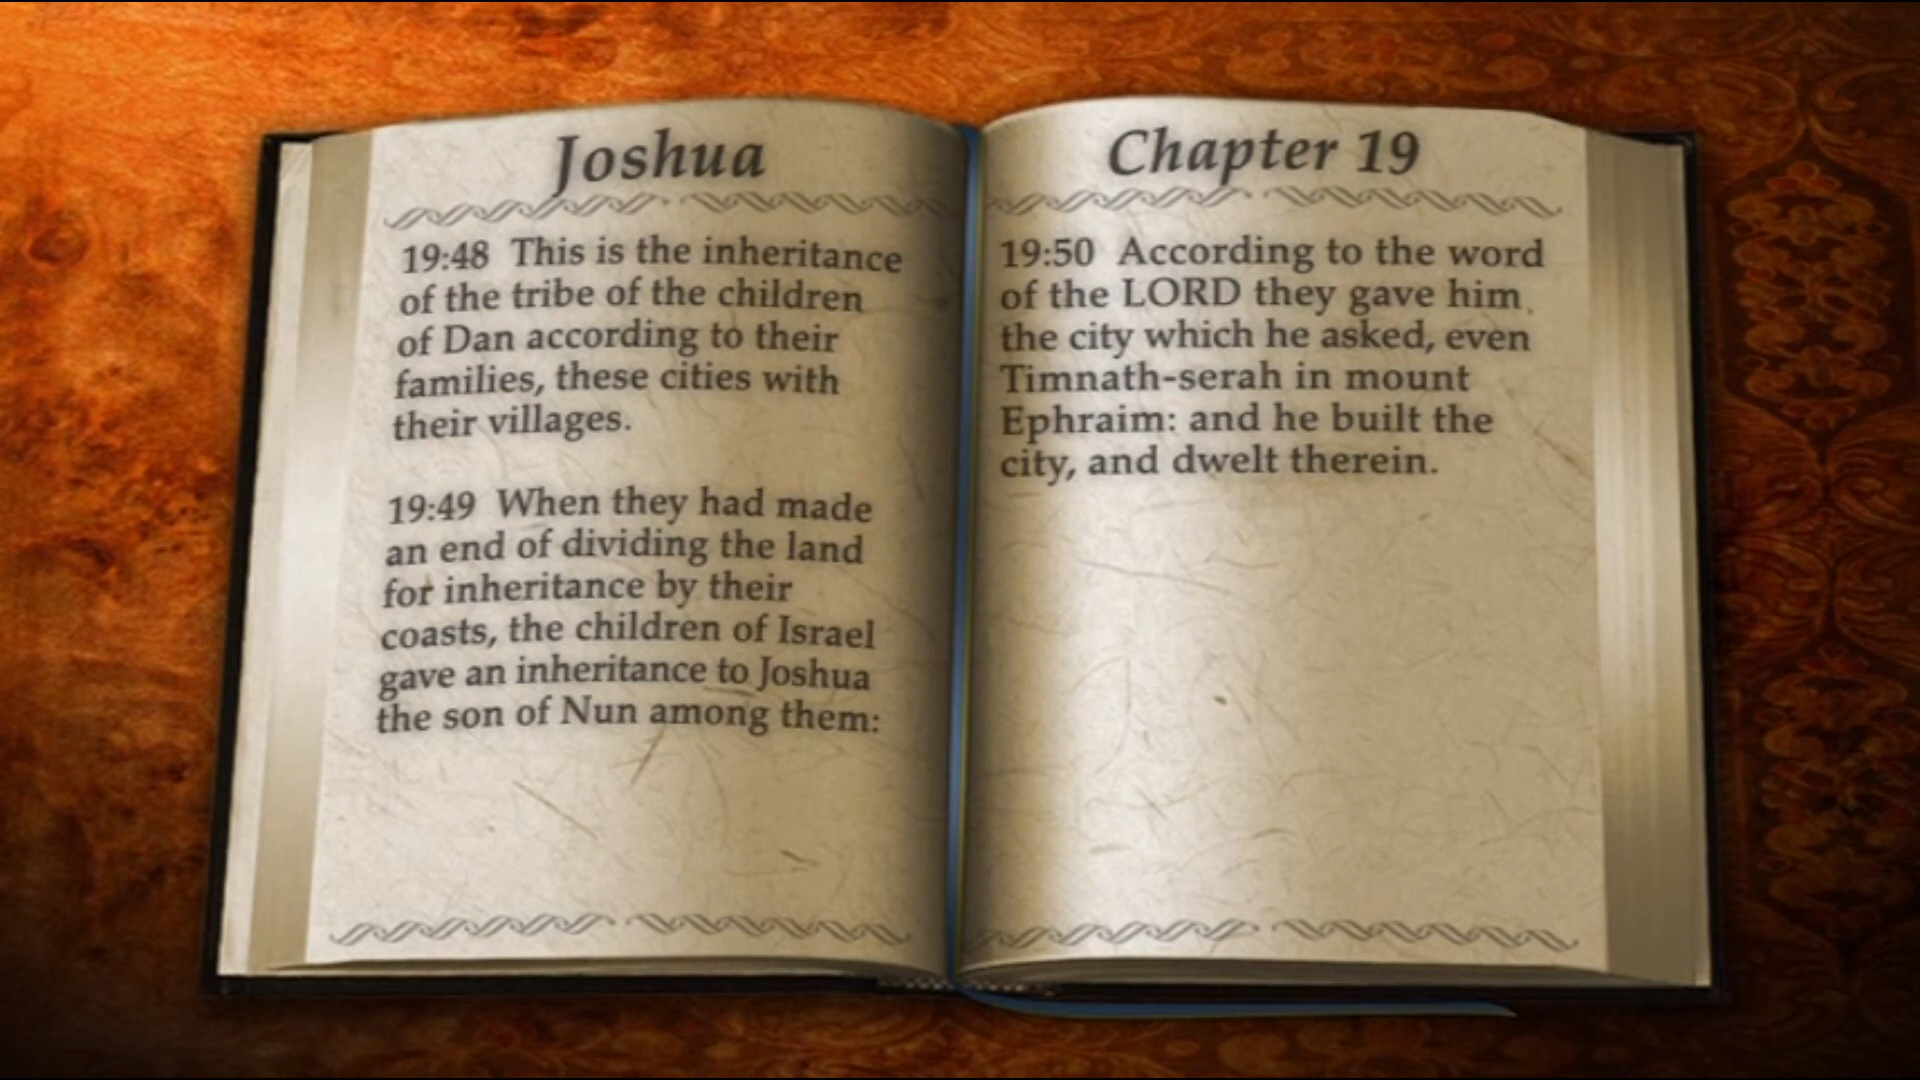 Joshua
19:48 This is the inheritance
of the tribe of the children
of Dan according to their
families, these cities with
their villages.
19:49 When they had made
an end of dividing the land
for inheritance by their
coasts, the children of Israel
gave an inheritance to Joshua
the son of Nun among them:
Chapter 19
19:50 According to the word
of the LORD they gave him
the city which he asked, even
Timnath-serah in mount
Ephraim: and he built the
city, and dwelt therein.